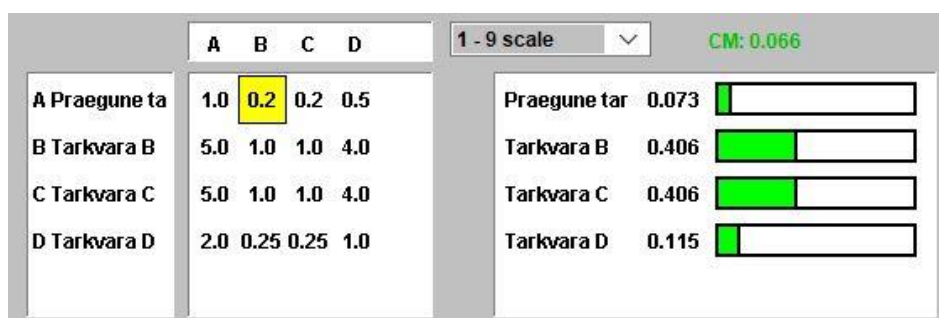 A B C D 1 - 9 scale CM: 0.066
A Praegune ta 1.0 0.2 0.2 0.5 Praegune tar 0.073
B Tarkvara B 5.0 1.0 1.0 4.0 Tarkvara B 0.406
C Tarkvara C 5.0 1.0 1.0 4.0 Tarkvara C 0.406
D Tarkvara D 2.0 0.25 0.25 1.0 Tarkvara D 0.115